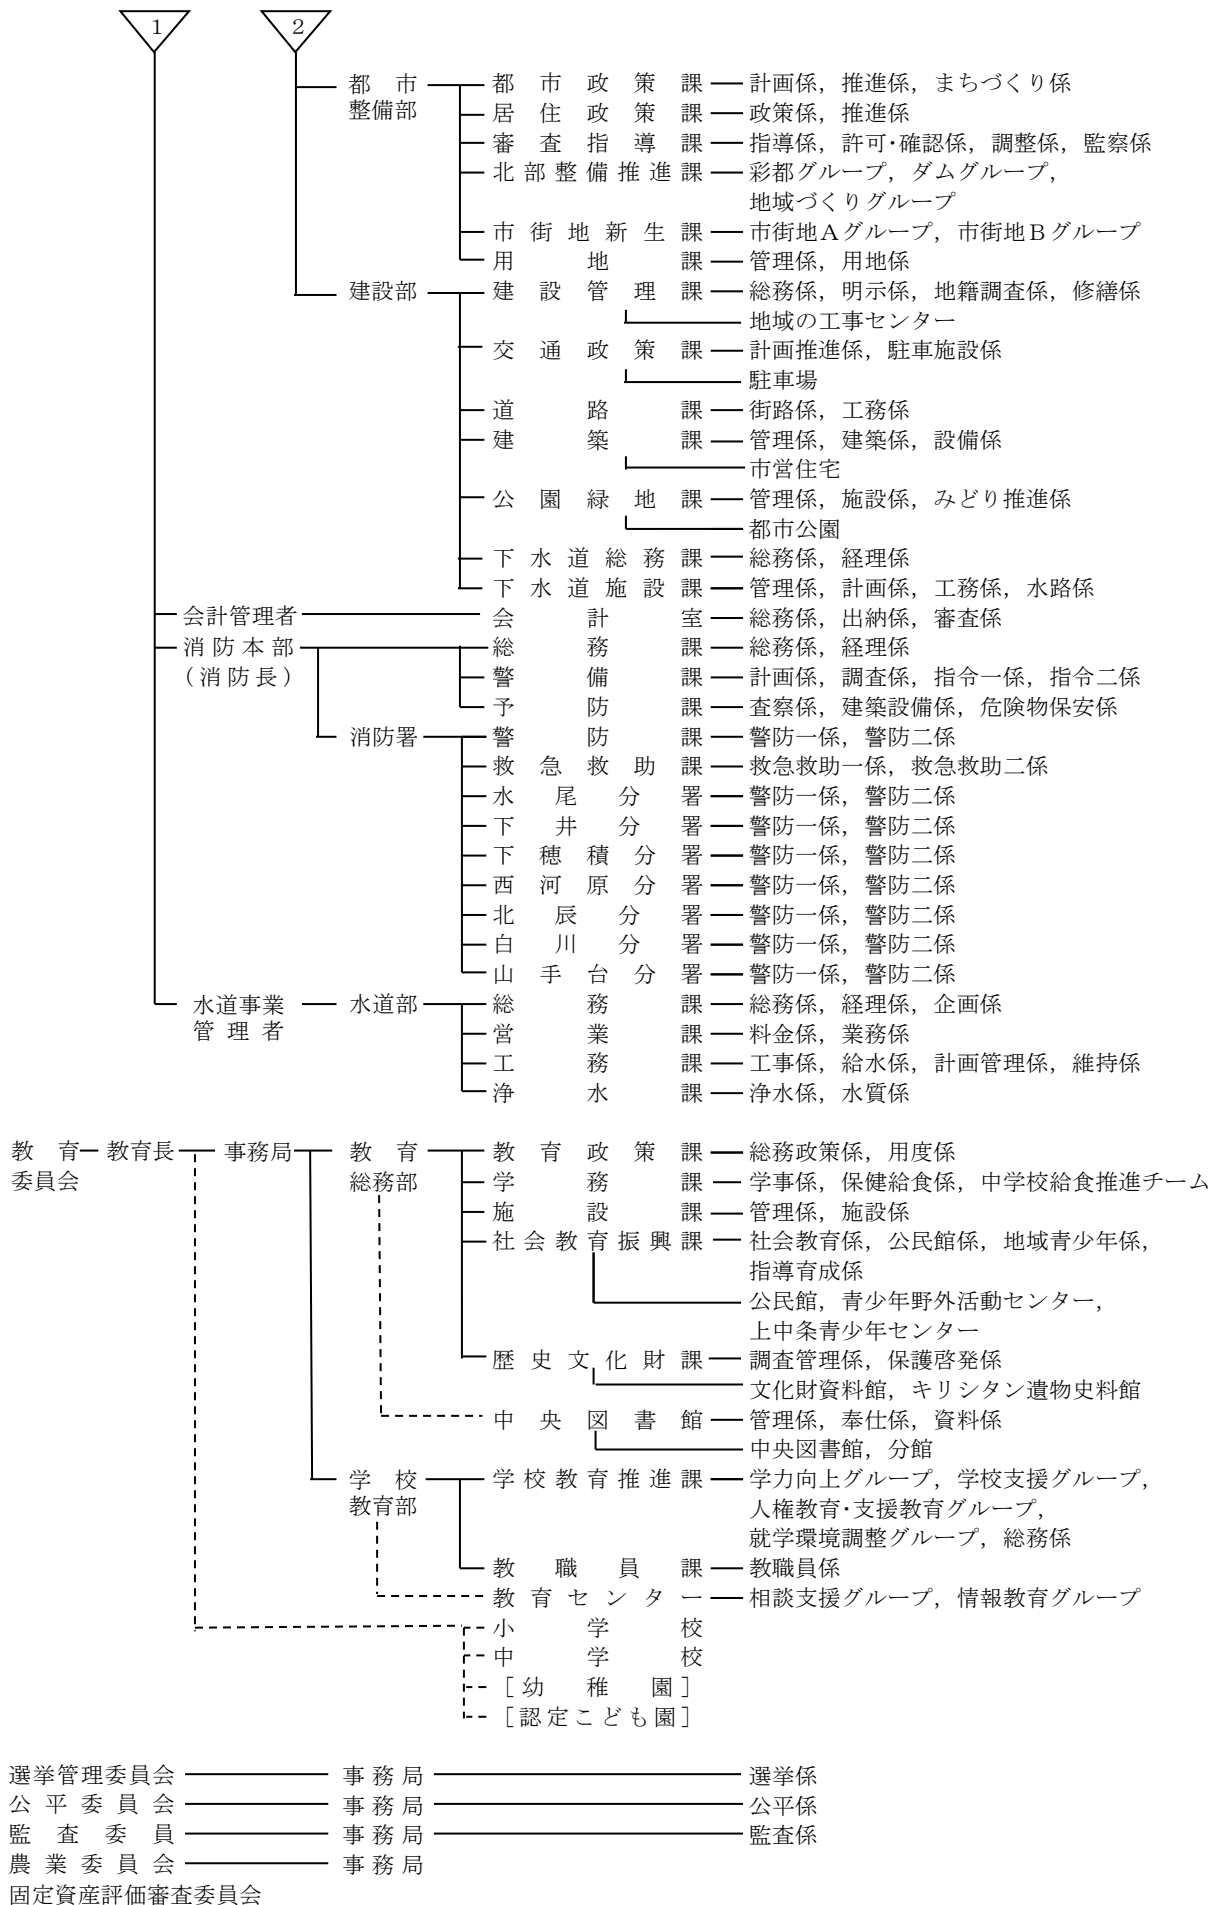 1 2
都市 都市政策課 計画係，推進係，まちづくり係
整備部
居住政策課 政策係，推進係
審査指導課 指導係，許可・確認係，調整係，監察係
北部整備推進課 彩都グループ，ダムグループ，
地域づくりグループ
市街地新生課 市街地Ａグループ，市街地Ｂグループ
用地課 管理係，用地係
建設部 建設管理課 総務係，明示係，地籍調査係，修繕係
地域の工事センター
交通政策課 計画推進係，駐車施設係
駐車場
道路課 街路係，工務係
建築課 管理係，建築係，設備係
市営住宅
公園緑地課 管理係，施設係，みどり推進係
都市公園
下水道総務課 総務係，経理係
下水道施設課 管理係，計画係，工務係，水路係
会計管理者 会計室 総務係，出納係，審査係
消防本部 総務課 総務係，経理係
（消防長） 警備課 計画係，調査係，指令一係，指令二係
予防課 査察係，建築設備係，危険物保安係
消防署 警防課 警防一係，警防二係
救急救助課 救急救助一係，救急救助二係
水尾分署 警防一係，警防二係
下井分署 警防一係，警防二係
下穂積分署 警防一係，警防二係
西河原分署 警防一係，警防二係
北辰分署 警防一係，警防二係
白川分署 警防一係，警防二係
山手台分署 警防一係，警防二係
水道事業 水道部 総務課 総務係，経理係，企画係
管理者
営業課 料金係，業務係
工務課 工事係，給水係，計画管理係，維持係
浄水課 浄水係，水質係
教育 教育長 事務局 教育 教育政策課 総務政策係，用度係
委員会 総務部 学務課 学事係，保健給食係，中学校給食推進チーム
施設課 管理係，施設係
社会教育振興課 社会教育係，公民館係，地域青少年係，
指導育成係
公民館，青少年野外活動センター，
上中条青少年センター
歴史文化財課 調査管理係，保護啓発係
文化財資料館，キリシタン遺物史料館
中央図書館 管理係，奉仕係，資料係
中央図書館，分館
学校 学校教育推進課 学力向上グループ，学校支援グループ，
教育部 人権教育・支援教育グループ，
就学環境調整グループ，総務係
教職員課 教職員係
教育センター 相談支援グループ，情報教育グループ
小学校
中学校
［幼稚園］
［認定こども園］
選挙管理委員会 事務局 選挙係
公平委員会 事務局 公平係
監査委員 事務局 監査係
農業委員会 事務局
固定資産評価審査委員会